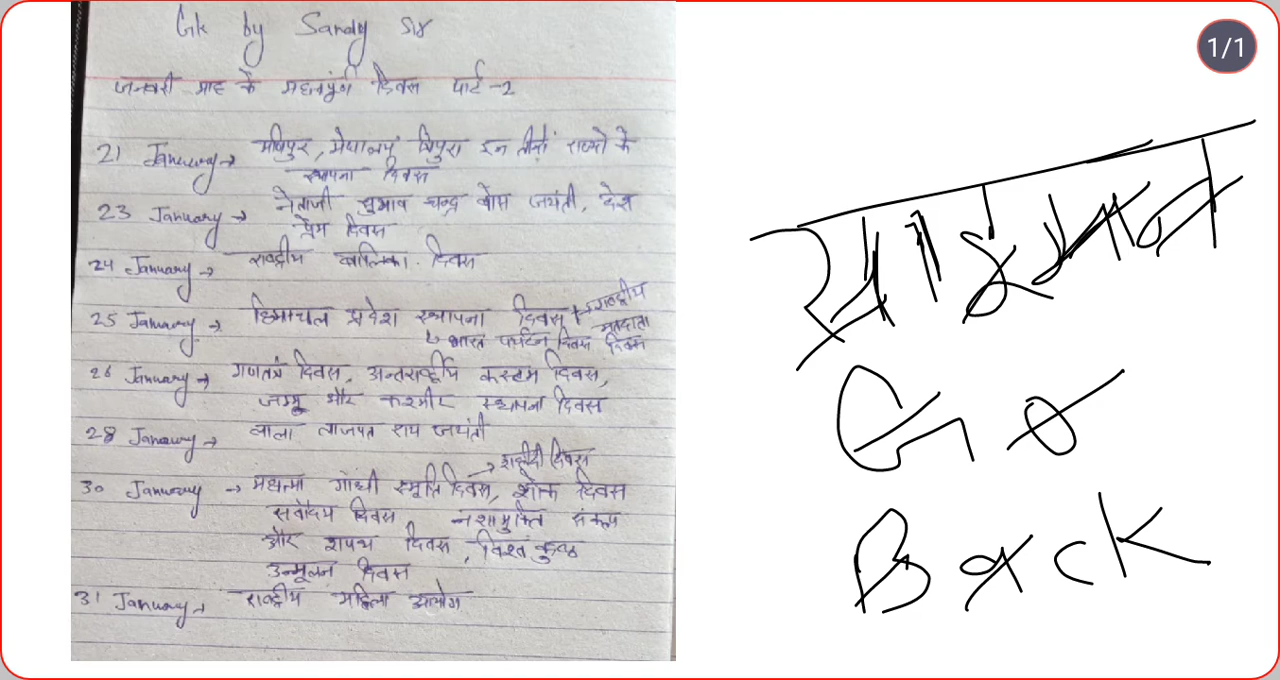 Gk by Sandy Sir
जनवरी माह के महत्वपूर्ण दिवस पार्ट -2
21 January → मणिपुर, मेघालय त्रिपुरा इन तीनों राज्यो के
स्थापना दिवस
23 January → नेताजी सुभाष चन्द्र बोस जयंती, देश
प्रेम दिवस
24 January → राष्ट्रीय बालिका दिवस
25 January → हिमाचल प्रदेश स्थापना दिवस → राष्ट्रीय
मतदाता
दिवस
↳ भारत पर्यटन दिवस
26 January → गणतंत्र दिवस, अन्तर्राष्ट्रीय कस्टम दिवस,
जम्मू और कश्मीर स्थापना दिवस
28 January → लाला लाजपत राय जयंती
→ शहीदी दिवस
30 January → महात्मा गांधी स्मृति दिवस, शोक दिवस
सर्वोदय दिवस नशामुक्ति संकल्प
और शपथ दिवस, विश्व कुष्ठ
उन्मूलन दिवस
31 January → राष्ट्रीय महिला आयोग
1/1
साइमन
Go
Back